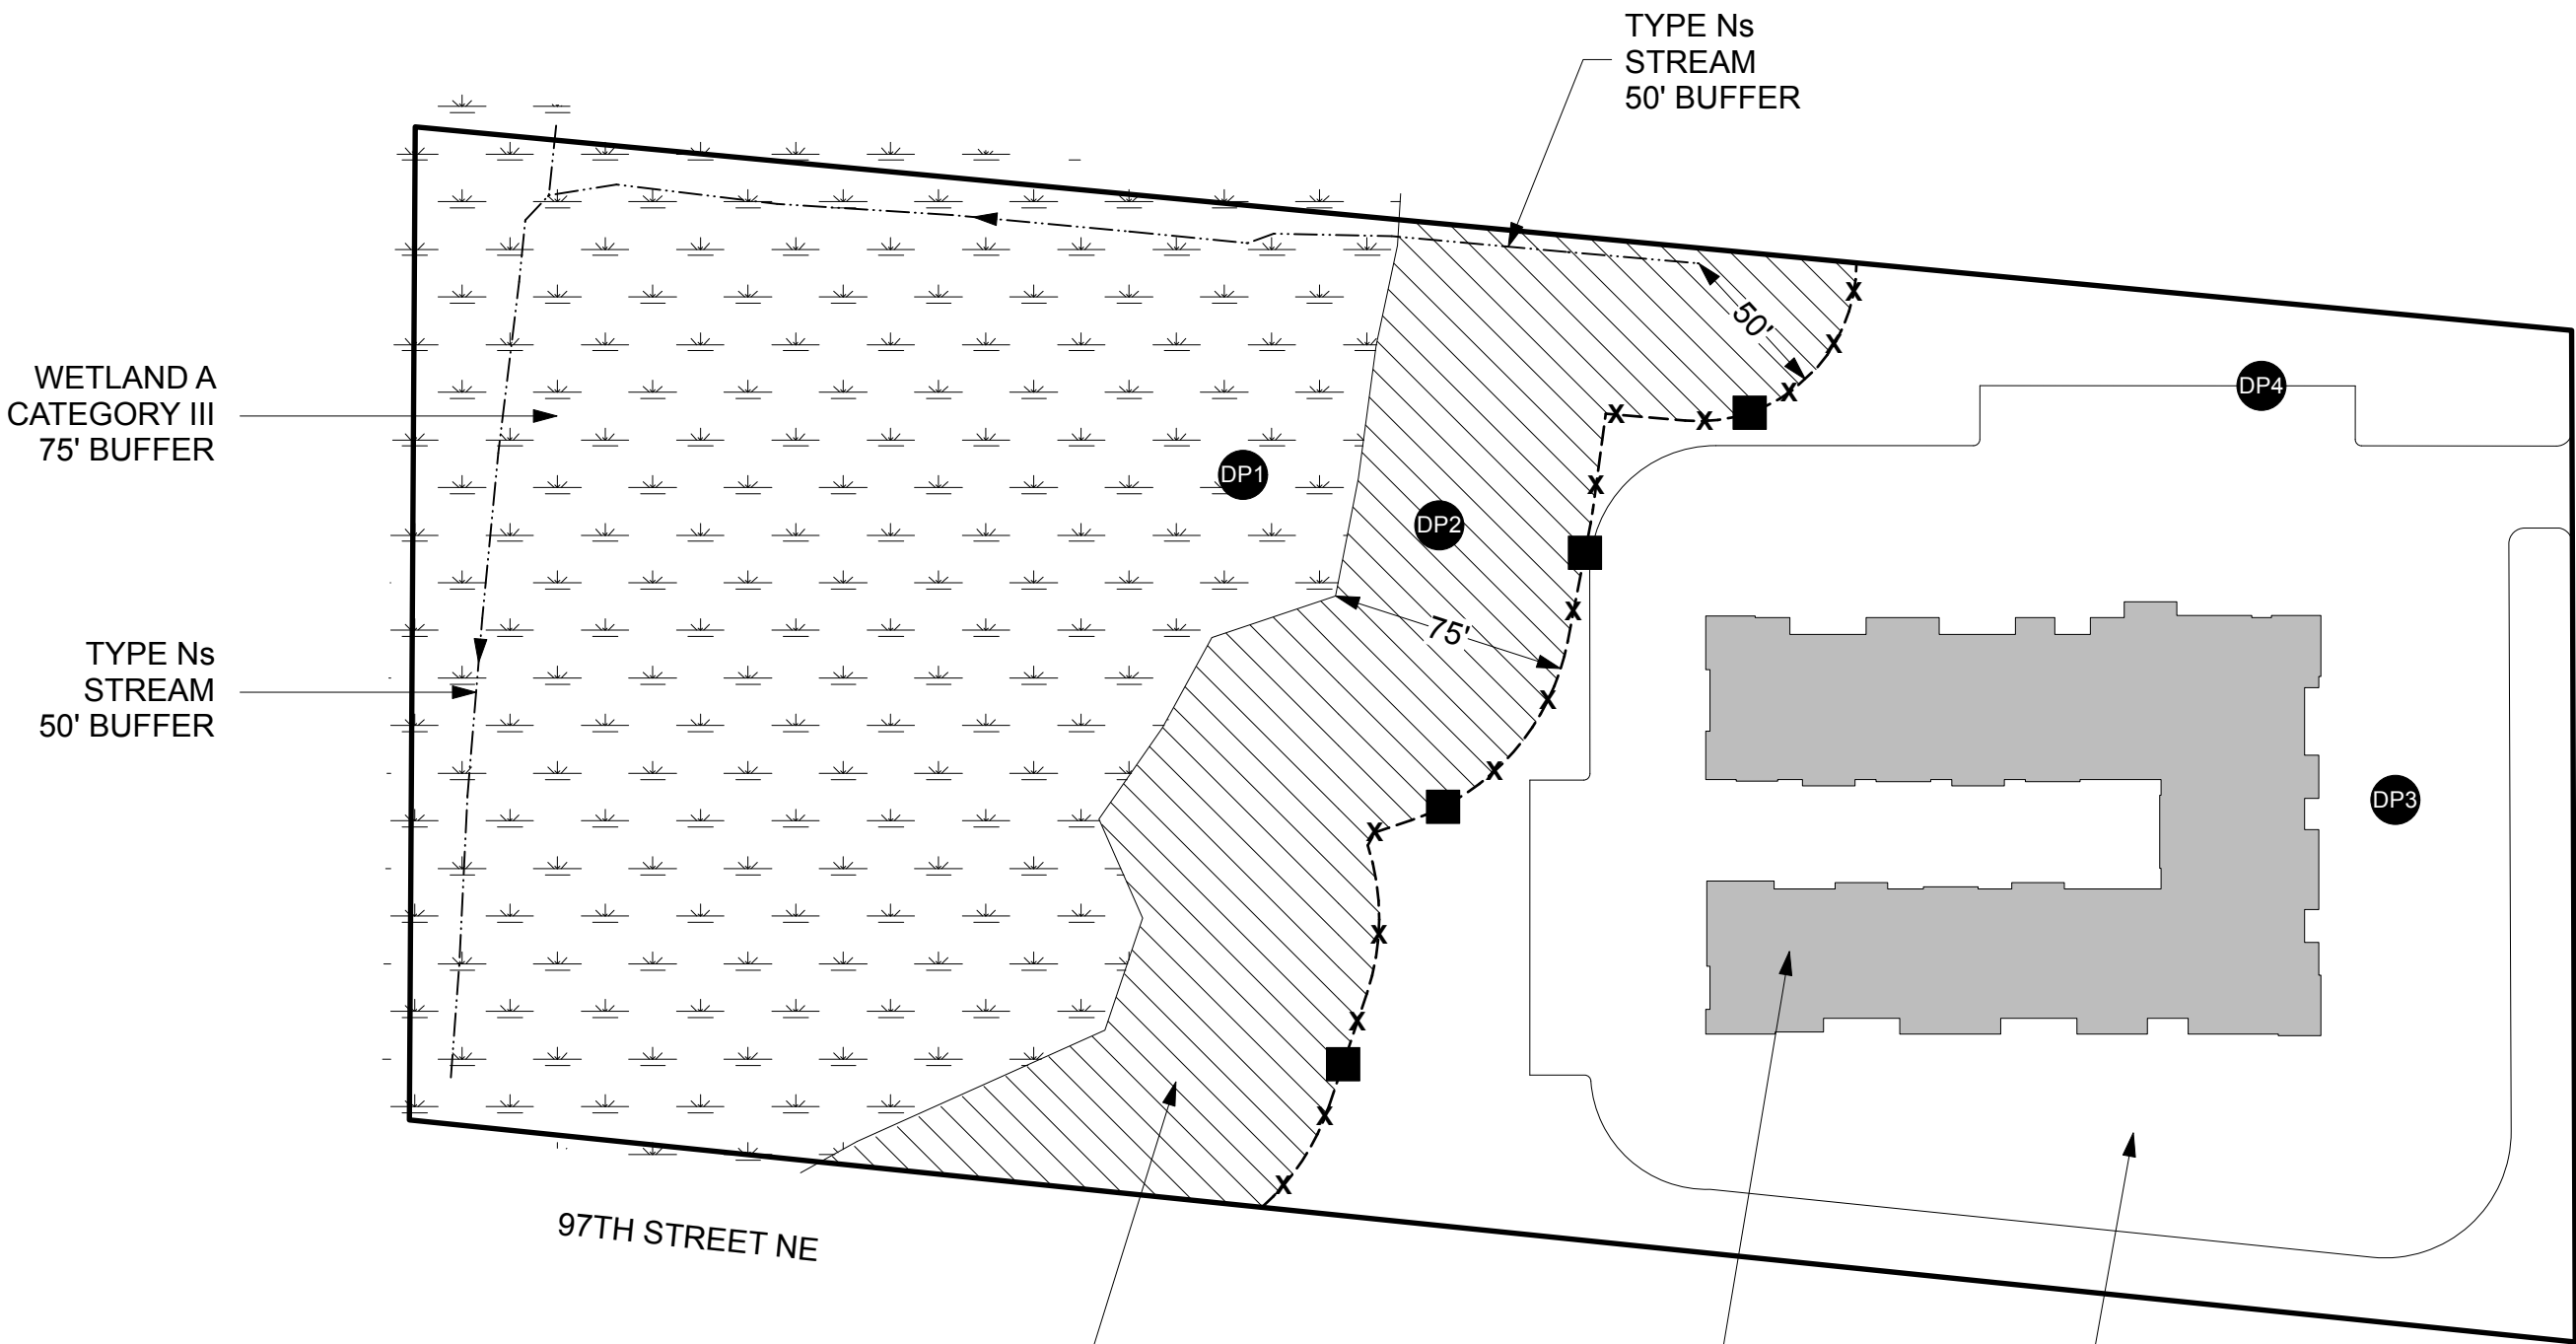 TYPE Ns
STREAM
50' BUFFER
50'
WETLAND A
CATEGORY III
75' BUFFER
DP4
DP1
DP2
75'
TYPE Ns
STREAM
50' BUFFER
DP3
97TH STREET NE
x
x
x
x
x
x
x
x
x
x
x
x
x
x